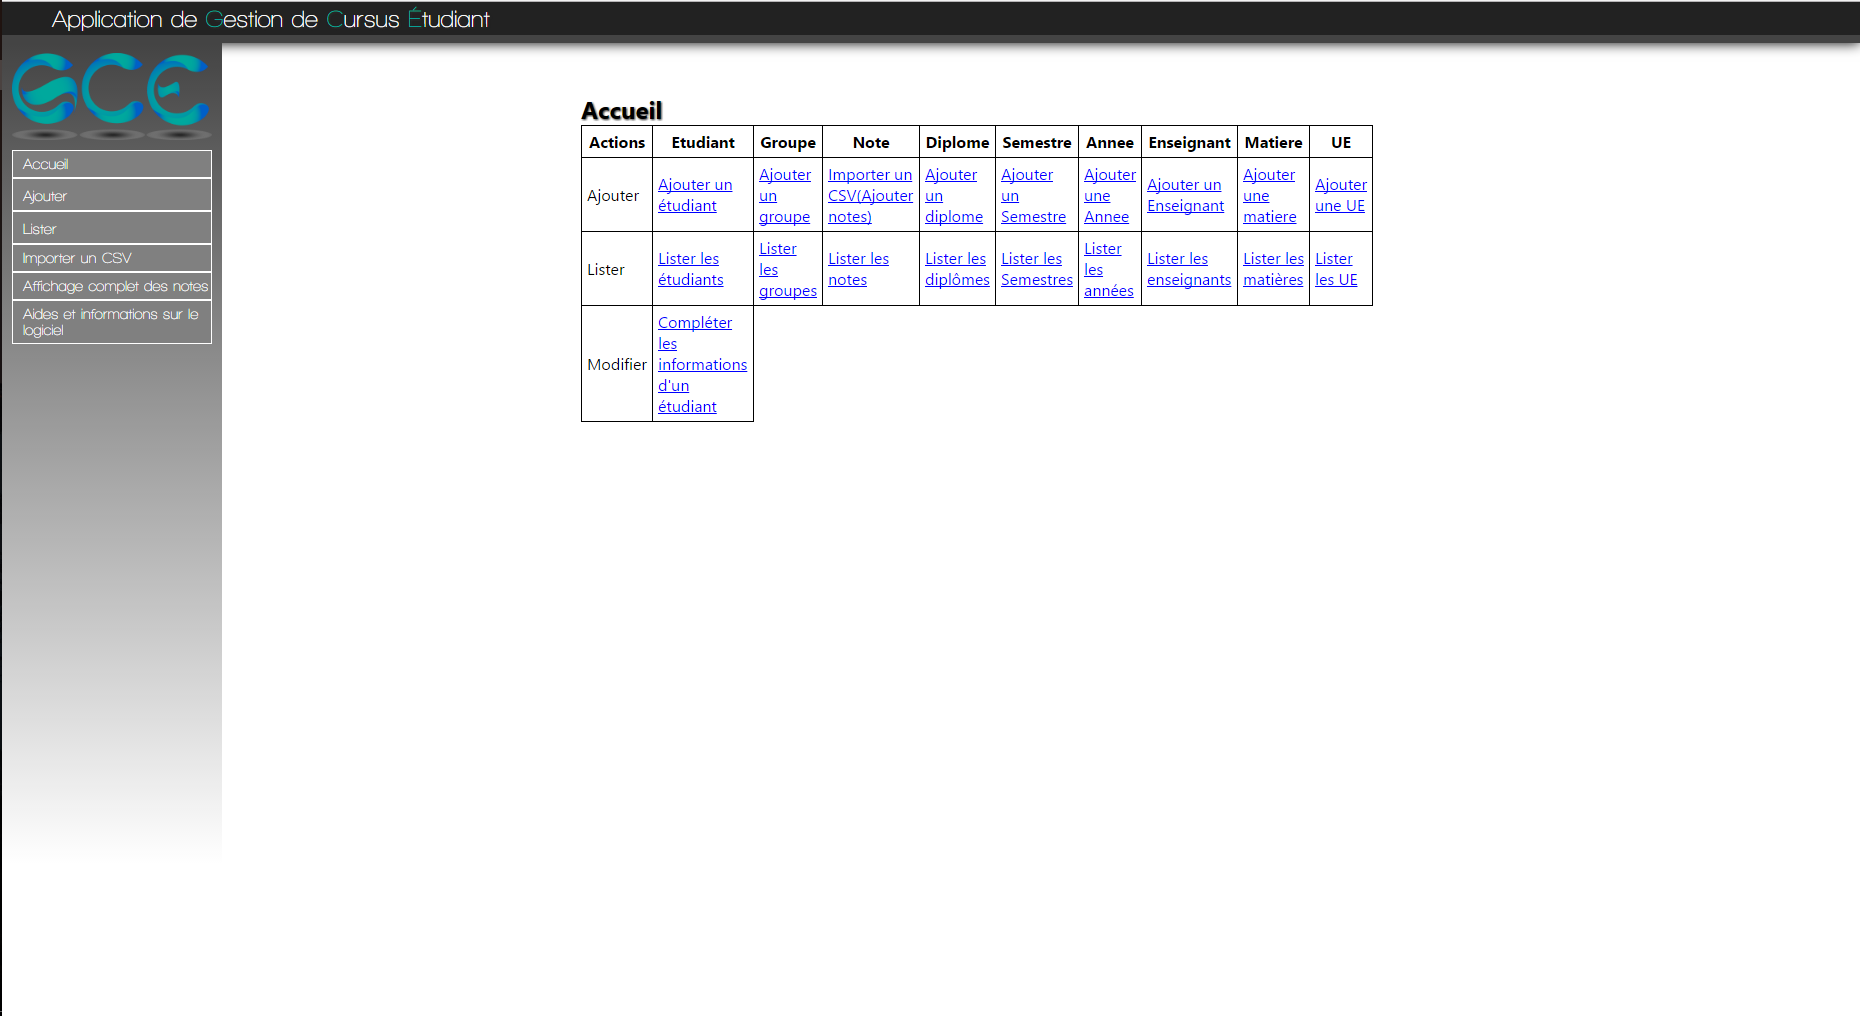 Application de Gestion de Cursus Étudiant
GCE
Accueil
Ajouter
Lister
Importer un CSV
Affichage complet des notes
Aides et informations sur le
logiciel
Accueil
Actions Etudiant Groupe Note Diplome Semestre Annee Enseignant Matiere UE
Ajouter
Ajouter un
étudiant
Ajouter
un
groupe
Importer un
CSV(Ajouter
notes)
Ajouter
un
diplome
Ajouter
un
Semestre
Ajouter
une
Annee
Ajouter un
Enseignant
Ajouter
une
matiere
Ajouter
une UE
Lister
Lister les
étudiants
Lister
les
groupes
Lister les
notes
Lister les
diplômes
Lister les
Semestres
Lister
les
années
Lister les
enseignants
Lister les
matières
Lister
les UE
Modifier
Compléter
les
informations
d'un
étudiant